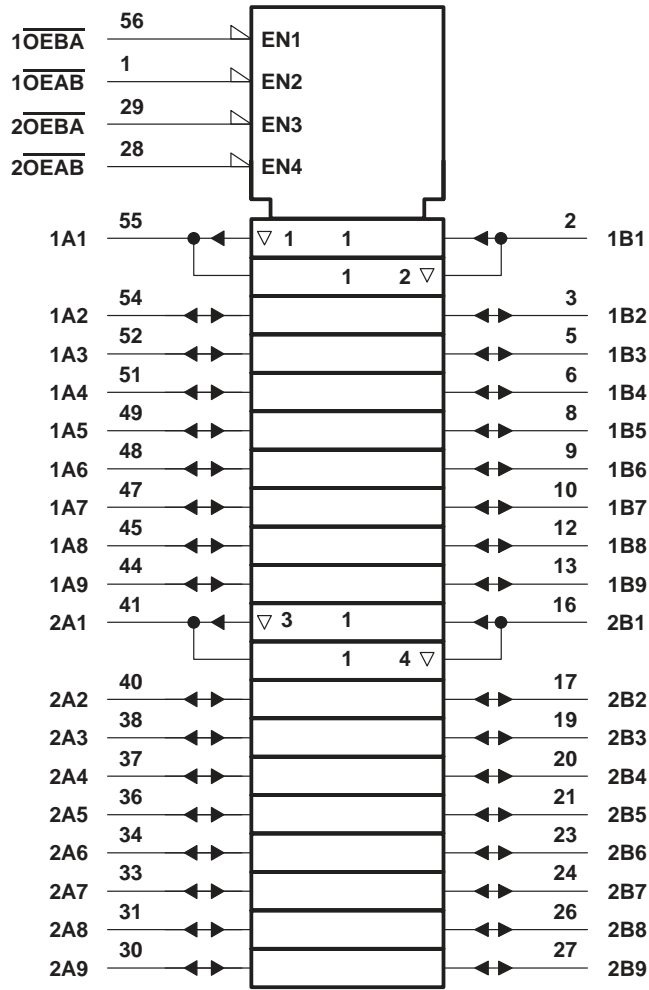 56
1OEBA EN1
1
1OEAB EN2
29
2OEBA EN3
28
2OEAB EN4
55 2
1A1 ▽ 1 1 1B1
1 2 ▽
54 3
1A2 1B2
52 5
1A3 1B3
51 6
1A4 1B4
49 8
1A5 1B5
48 9
1A6 1B6
47 10
1A7 1B7
45 12
1A8 1B8
44 13
1A9 1B9
41 16
2A1 ▽ 3 1 2B1
1 4 ▽
40 17
2A2 2B2
38 19
2A3 2B3
37 20
2A4 2B4
36 21
2A5 2B5
34 23
2A6 2B6
33 24
2A7 2B7
31 26
2A8 2B8
30 27
2A9 2B9